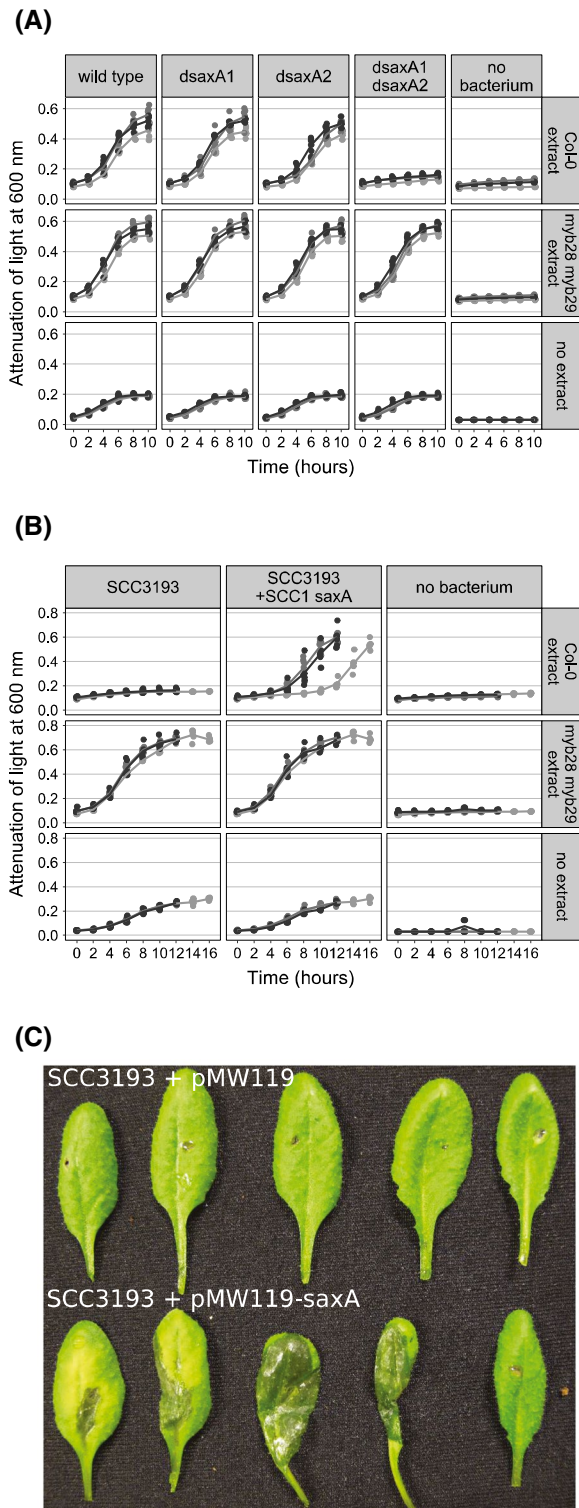 (A)
wild type
dsaxA1
dsaxA2
dsaxA1
dsaxA2
no
bacterium
Attenuation of light at 600 nm
0.6
0.4
0.2
0.0
Col-0
extract
0.6
0.4
0.2
0.0
myb28 myb29
extract
0.6
0.4
0.2
0.0
no extract
0 2 4 6 8 10
0 2 4 6 8 10
0 2 4 6 8 10
0 2 4 6 8 10
0 2 4 6 8 10
Time (hours)
(B)
SCC3193
SCC3193
+SCC1 saxA
no bacterium
Attenuation of light at 600 nm
0.8
0.6
0.4
0.2
0.0
Col-0
extract
0.8
0.6
0.4
0.2
0.0
myb28 myb29
extract
0.8
0.6
0.4
0.2
0.0
no extract
0 2 4 6 8 10 12 14 16
0 2 4 6 8 10 12 14 16
0 2 4 6 8 10 12 14 16
Time (hours)
(C)
SCC3193 + pMW119
SCC3193 + pMW119-saxA